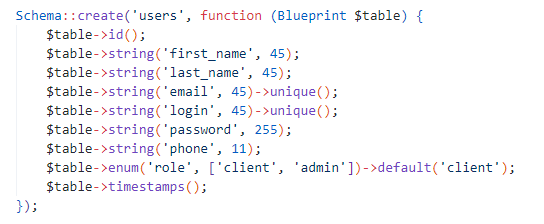 Schema::create('users', function (Blueprint $table) {
    $table->id();
    $table->string('first_name', 45);
    $table->string('last_name', 45);
    $table->string('email', 45)->unique();
    $table->string('login', 45)->unique();
    $table->string('password', 255);
    $table->string('phone', 11);
    $table->enum('role', ['client', 'admin'])->default('client');
    $table->timestamps();
});